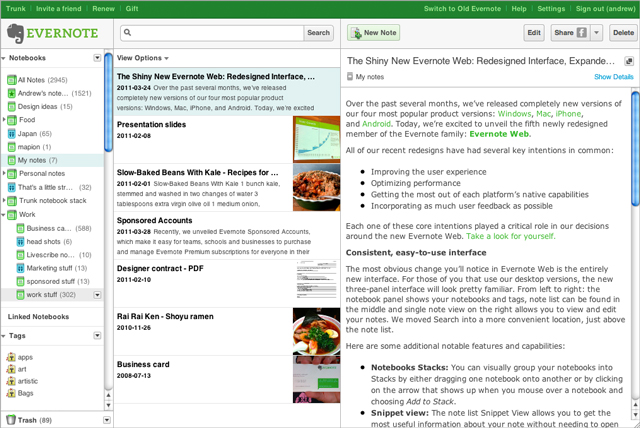 Trunk Invite a friend Renew Gift Switch to Old Evernote Help Settings Sign out (andrew)
EVERNOTE
Search
New Note
Edit
Share
Delete
Notebooks
All Notes (2945)
Andrew's note... (1521)
Design ideas (15)
Food
Japan (65)
mapion (1)
My notes (7)
Personal notes
That's a little str... (32)
Trunk notebook stack
Work
Business ca... (588)
head shots (6)
Livescribe no... (10)
Marketing stuff (13)
sponsored stuff (13)
work stuff (302)
Linked Notebooks
Tags
apps
art
artistic
Bags
Trash (89)
View Options
The Shiny New Evernote Web: Redesigned Interface, ...
2011-03-24 Over the past several months, we've released
completely new versions of our four most popular product
versions: Windows, Mac, iPhone, and Android. Today, we're excited
Presentation slides
2011-02-08
Slow-Baked Beans With Kale - Recipes for ...
2011-02-01 Slow-Baked Beans With Kale 1 bunch kale,
stemmed and washed in two changes of water 3
tablespoons extra virgin olive oil 1 medium onion,
Sponsored Accounts
2011-03-28 Recently, we unveiled Evernote Sponsored Accounts,
which make it easy for teams, schools and businesses to purchase
and manage Evernote Premium subscriptions for everyone in their
Designer contract - PDF
2011-02-10
Rai Rai Ken - Shoyu ramen
2010-11-26
Business card
2008-07-13
The Shiny New Evernote Web: Redesigned Interface, Expande...
My notes Show Details
Over the past several months, we've released completely new versions of
our four most popular product versions: Windows, Mac, iPhone,
and Android. Today, we're excited to unveil the fifth newly redesigned
member of the Evernote family: Evernote Web.
All of our recent redesigns have had several key intentions in common:
Improving the user experience
Optimizing performance
Getting the most out of each platform's native capabilities
Incorporating as much user feedback as possible
Each one of these core intentions played a critical role in our decisions
around the new Evernote Web. Take a look for yourself.
Consistent, easy-to-use interface
The most obvious change you'll notice in Evernote Web is the entirely
new interface. For those of you that use our desktop versions, the new
three-panel interface will look pretty familiar. From left to right: the
notebook panel shows your notebooks and tags, note list can be found in
the middle and single note view on the right allows you to view and edit
your notes. We moved Search into a more convenient location, just above
the note list.
Here are some additional notable features and capabilities:
Notebooks Stacks: You can visually group your notebooks into
Stacks by either dragging one notebook onto another or by clicking
on the arrow that shows up when you mouse over a notebook and
choosing Add to Stack.
Snippet view: The note list Snippet View allows you to get the
most useful information about your note without needing to open